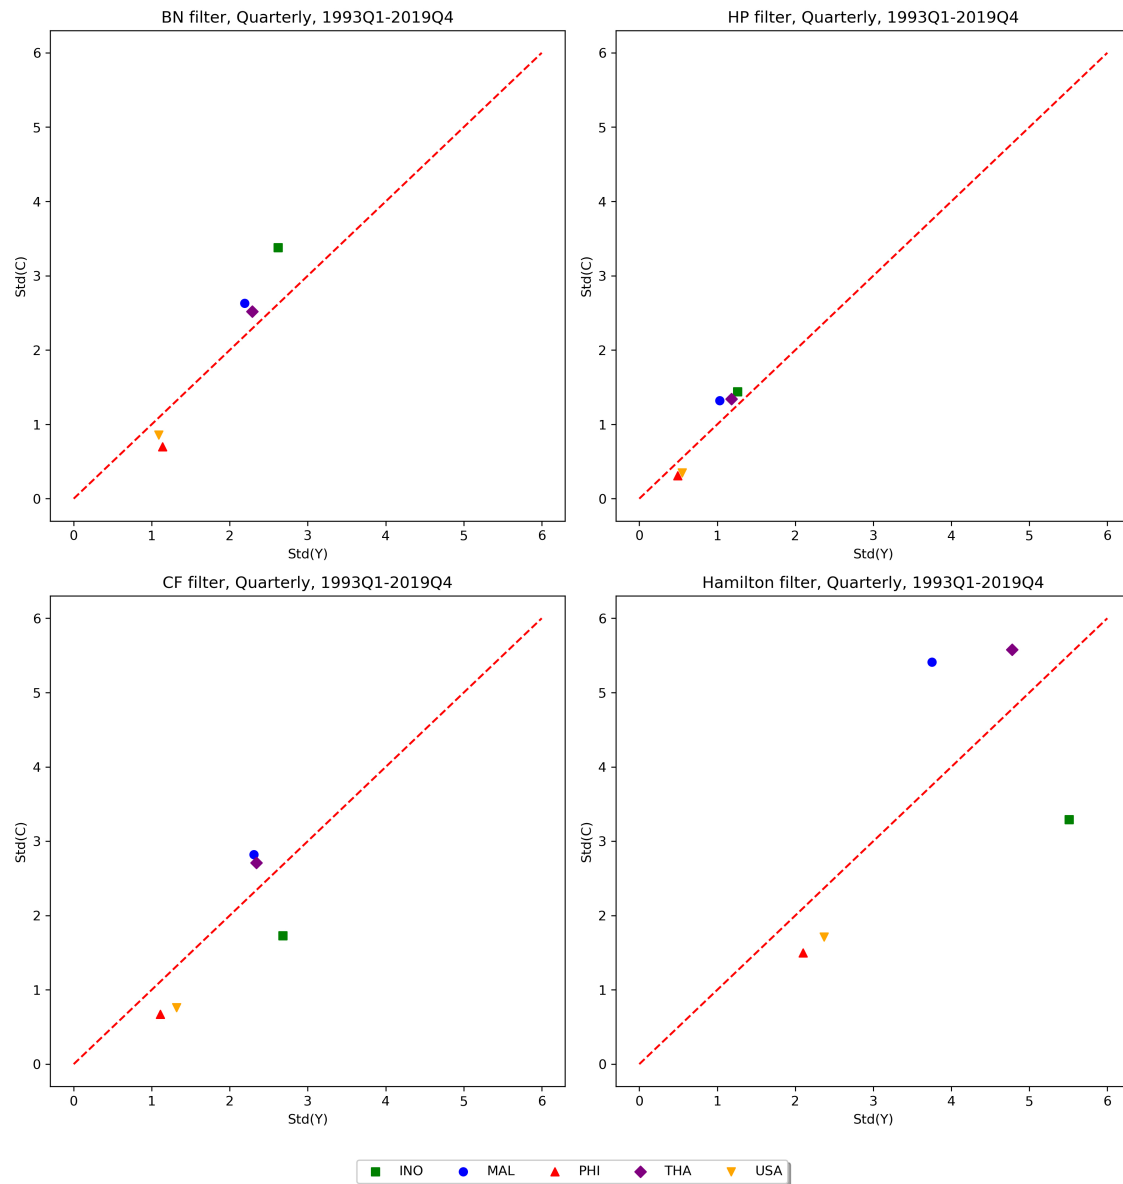 BN filter, Quarterly, 1993Q1-2019Q4
6
5
4
3
2
1
0
Std(C)
0 1 2 3 4 5 6
Std(Y)
HP filter, Quarterly, 1993Q1-2019Q4
6
5
4
3
2
1
0
Std(C)
0 1 2 3 4 5 6
Std(Y)
CF filter, Quarterly, 1993Q1-2019Q4
6
5
4
3
2
1
0
Std(C)
0 1 2 3 4 5 6
Std(Y)
Hamilton filter, Quarterly, 1993Q1-2019Q4
6
5
4
3
2
1
0
Std(C)
0 1 2 3 4 5 6
Std(Y)
INO MAL PHI THA USA